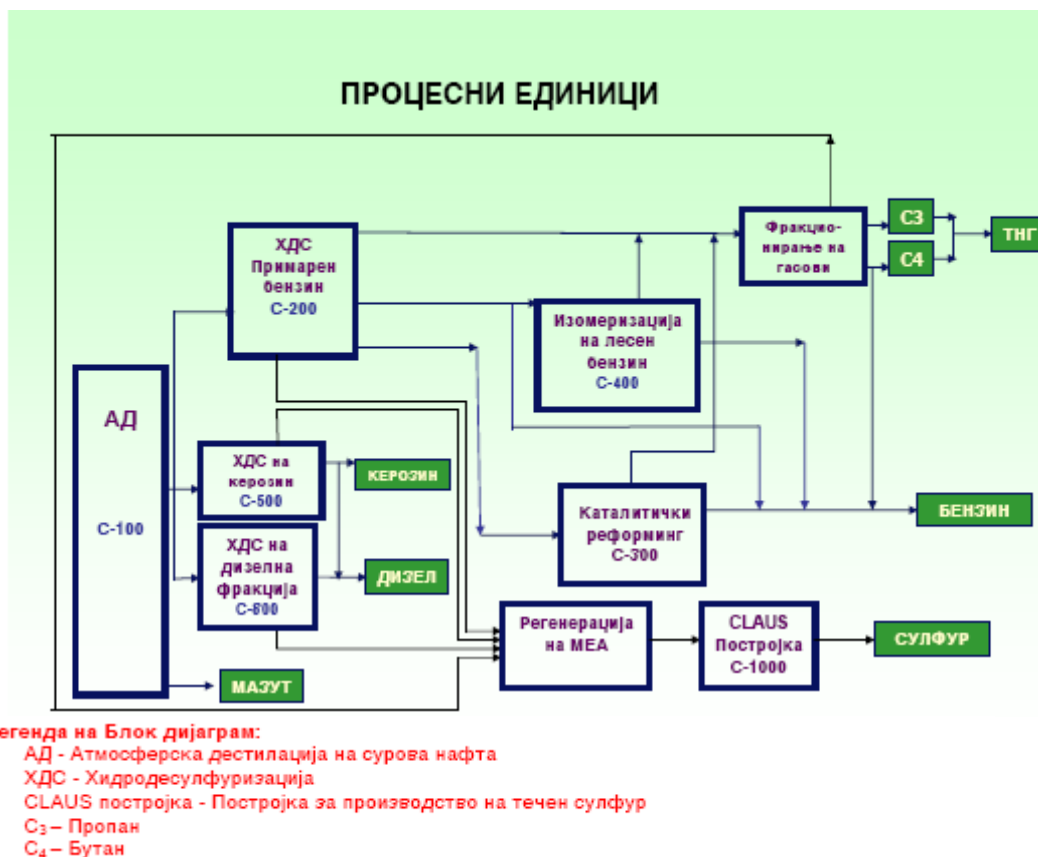 ПРОЦЕСНИ ЕДИНИЦИ
ХДС
Примарен
бензин
С-200
Фракцио-
нирање на
гасови
С3
С4
ТНГ
Изомеризација
на лесен
бензин
С-400
АД
С-100
ХДС на
керозин
С-500
КЕРОЗИН
ХДС на
дизелна
фракција
С-600
ДИЗЕЛ
Каталитички
реформинг
С-300
БЕНЗИН
Регенерација
на МЕА
CLAUS
Постројка
С-1000
СУЛФУР
МАЗУТ
егенда на Блок дијаграм:
АД - Атмосферска дестилација на сурова нафта
ХДС - Хидродесулфуризација
CLAUS постројка - Постројка за производство на течен сулфур
С₃ – Пропан
С₄ – Бутан